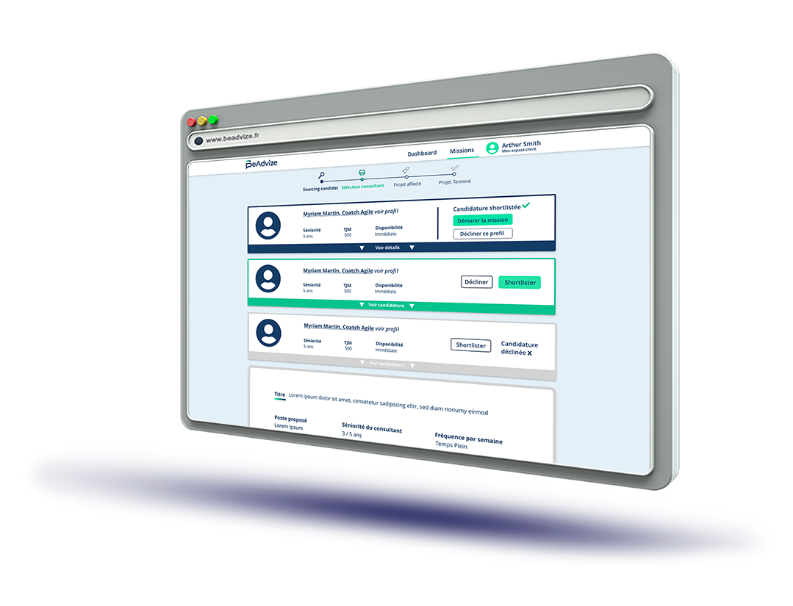 www.beadvize.fr
BeAdvize
Dashboard
Missions
Arthur Smith
Mon espace client
Sourcing candidat
Sélection consultant
Projet affecté
Projet Terminé
Myriam Martin, Coatch Agile voir profil
Séniorité
5 ans
TJM
500
Disponibilité
Immédiate
Candidature shortlistée
Démarer la mission
Décliner ce profil
Voir détails
Myriam Martin, Coatch Agile voir profil
Séniorité
5 ans
TJM
500
Disponibilité
Immédiate
Décliner
Shortlister
Voir candidature
Myriam Martin, Coatch Agile voir profil
Séniorité
5 ans
TJM
500
Disponibilité
Immédiate
Shortlister
Candidature
déclinée X
Voir candidature
Titre Lorem ipsum dolor sit amet, consetetur sadipscing elitr, sed diam nonumy eirmod
Poste proposé
Lorem ipsum
Séniorité du consultant
3 / 5 ans
Fréquence par semaine
Temps Plein